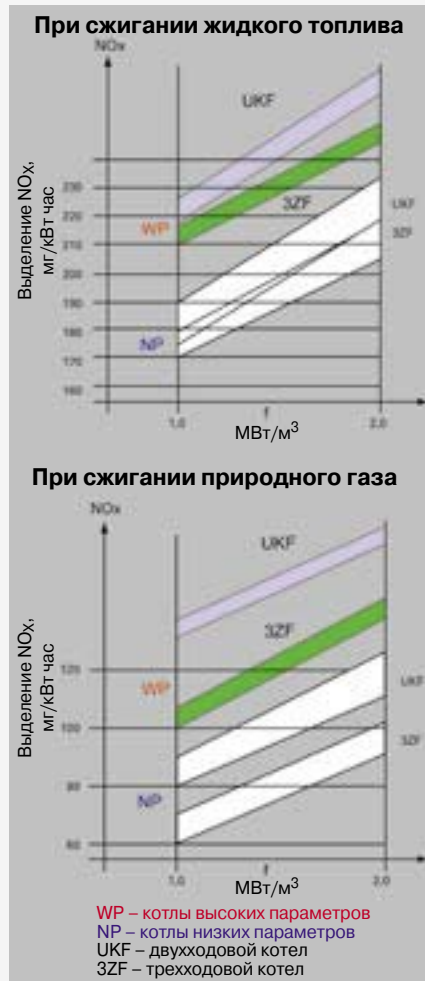 При сжигании жидкого топлива
NOx
UKF
230
220
WP
3ZF
UKF
210
3ZF
200
190
180
NP
170
160
Выделение NOx,
мг/кВт час
1,0
f
2,0
МВт/м³
При сжигании природного газа
NOx
UKF
3ZF
120
WP
UKF
100
3ZF
80
NP
60
Выделение NOx,
мг/кВт час
1,0
f
2,0
МВт/м³
WP – котлы высоких параметров
NP – котлы низких параметров
UKF – двухходовой котел
3ZF – трехходовой котел